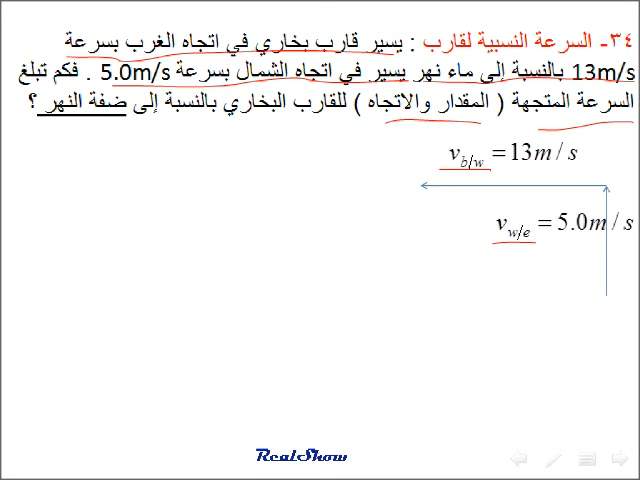 ٣٤- السرعة النسبية لقارب : يسير قارب بخاري في اتجاه الغرب بسرعة
13m/s بالنسبة إلى ماء نهر يسير في اتجاه الشمال بسرعة 5.0m/s . فكم تبلغ
السرعة المتجهة ( المقدار والاتجاه ) للقارب البخاري بالنسبة إلى ضفة النهر ؟
v_{b/w} = 13m / s
v_{w/e} = 5.0m / s
RealShow